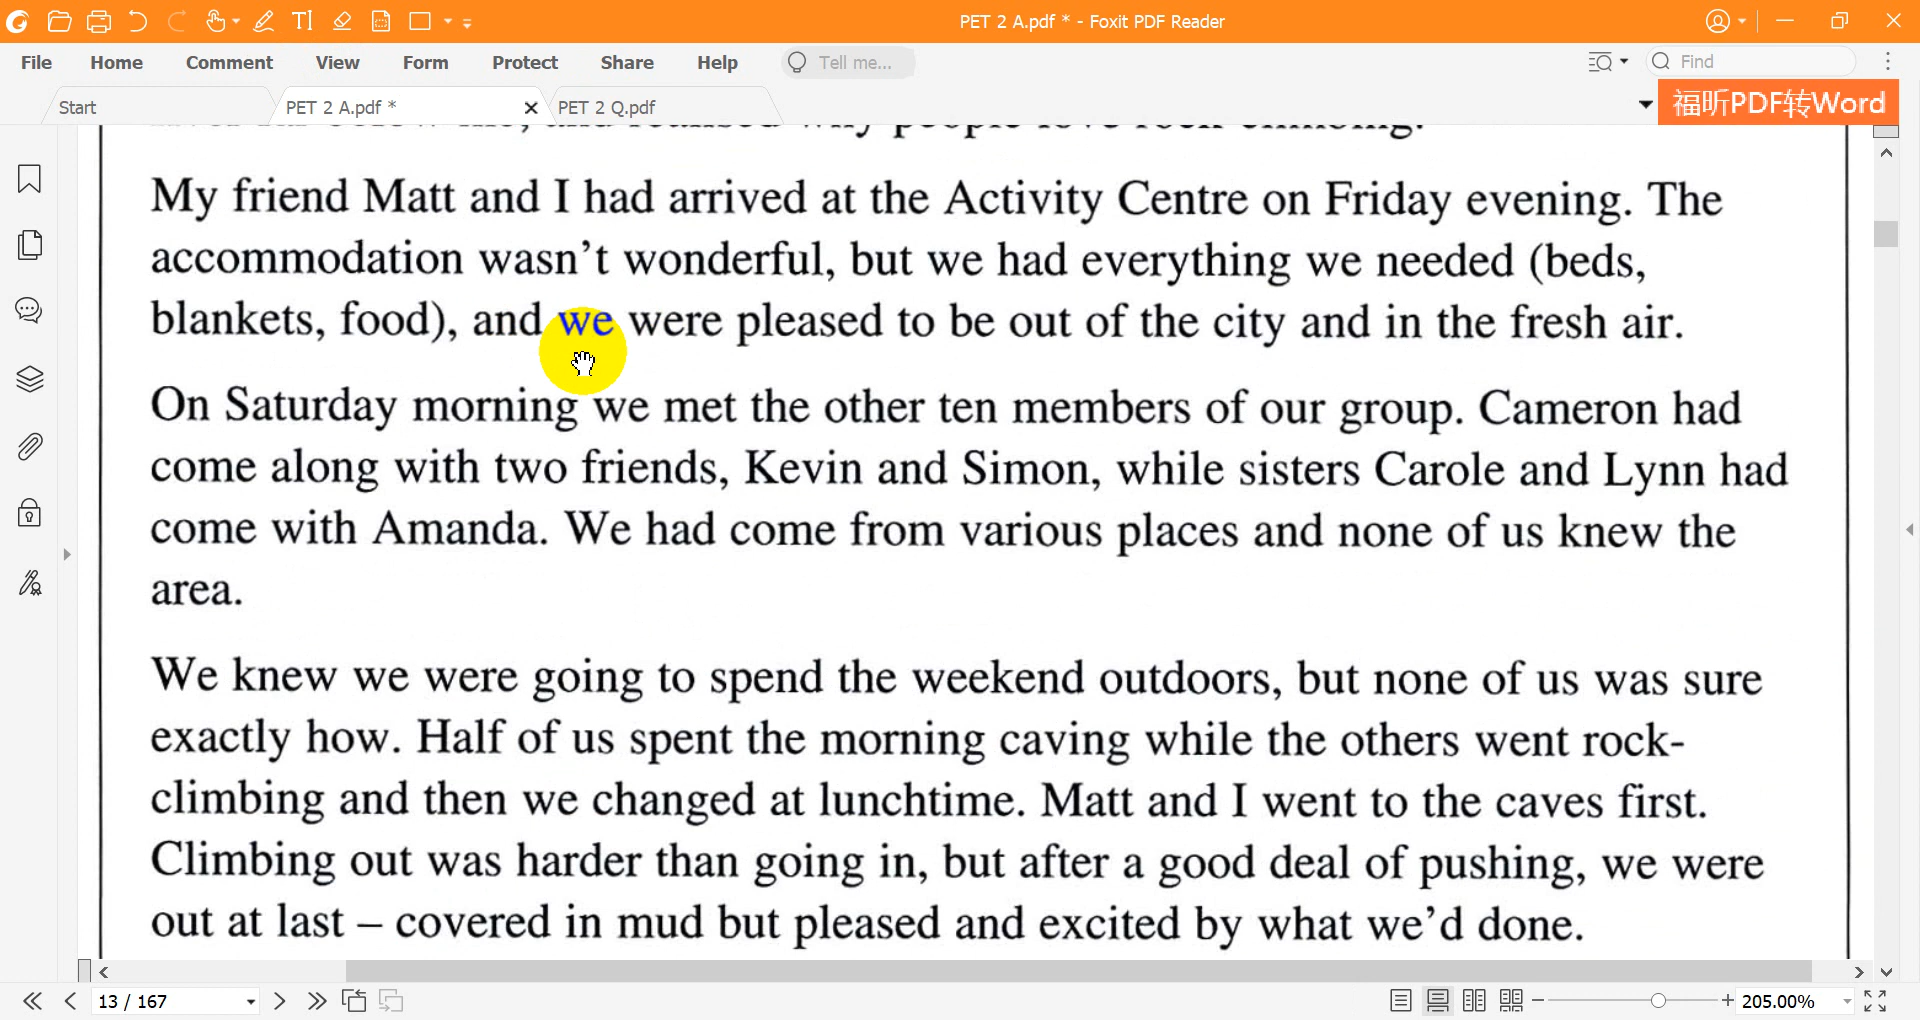 PET 2 A.pdf * - Foxit PDF Reader
File Home Comment View Form Protect Share Help Tell me... Find
Start PET 2 A.pdf * PET 2 Q.pdf 福昕PDF转Word
My friend Matt and I had arrived at the Activity Centre on Friday evening. The
accommodation wasn't wonderful, but we had everything we needed (beds,
blankets, food), and we were pleased to be out of the city and in the fresh air.
On Saturday morning we met the other ten members of our group. Cameron had
come along with two friends, Kevin and Simon, while sisters Carole and Lynn had
come with Amanda. We had come from various places and none of us knew the
area.
We knew we were going to spend the weekend outdoors, but none of us was sure
exactly how. Half of us spent the morning caving while the others went rock-
climbing and then we changed at lunchtime. Matt and I went to the caves first.
Climbing out was harder than going in, but after a good deal of pushing, we were
out at last – covered in mud but pleased and excited by what we'd done.
13 / 167 205.00%